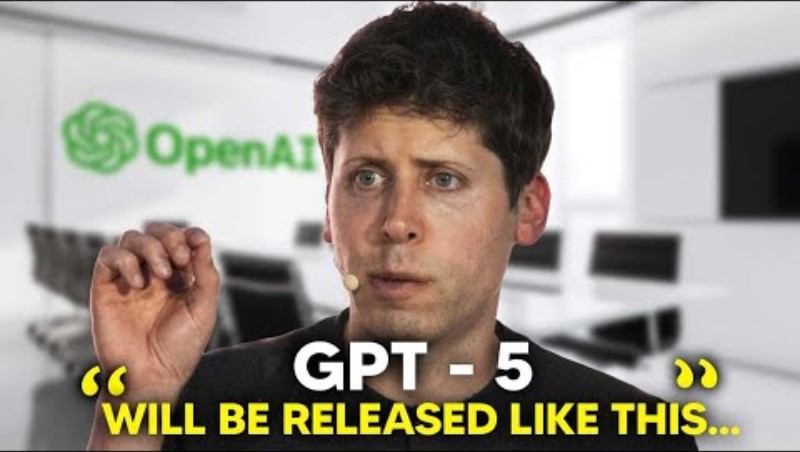 OpenAI
GPT - 5
“WILL BE RELEASED LIKE THIS...”